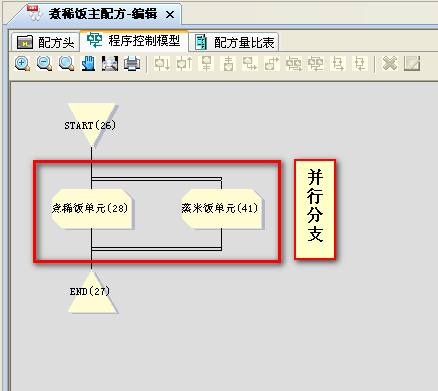 煮稀饭主配方-编辑
配方头 程序控制模型 配方量比表
START(26)
煮稀饭单元(28) 蒸米饭单元(41)
并行分支
END(27)